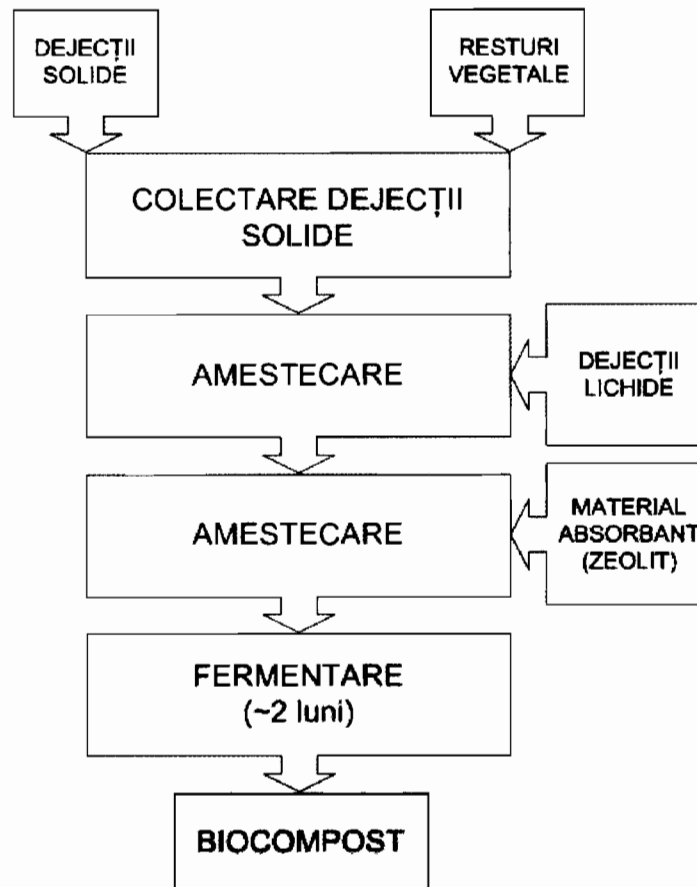 DEJECȚII
SOLIDE
RESTURI
VEGETALE
COLECTARE DEJECȚII
SOLIDE
AMESTECARE
DEJECȚII
LICHIDE
AMESTECARE
MATERIAL
ABSORBANT
(ZEOLIT)
FERMENTARE
(~2 luni)
BIOCOMPOST